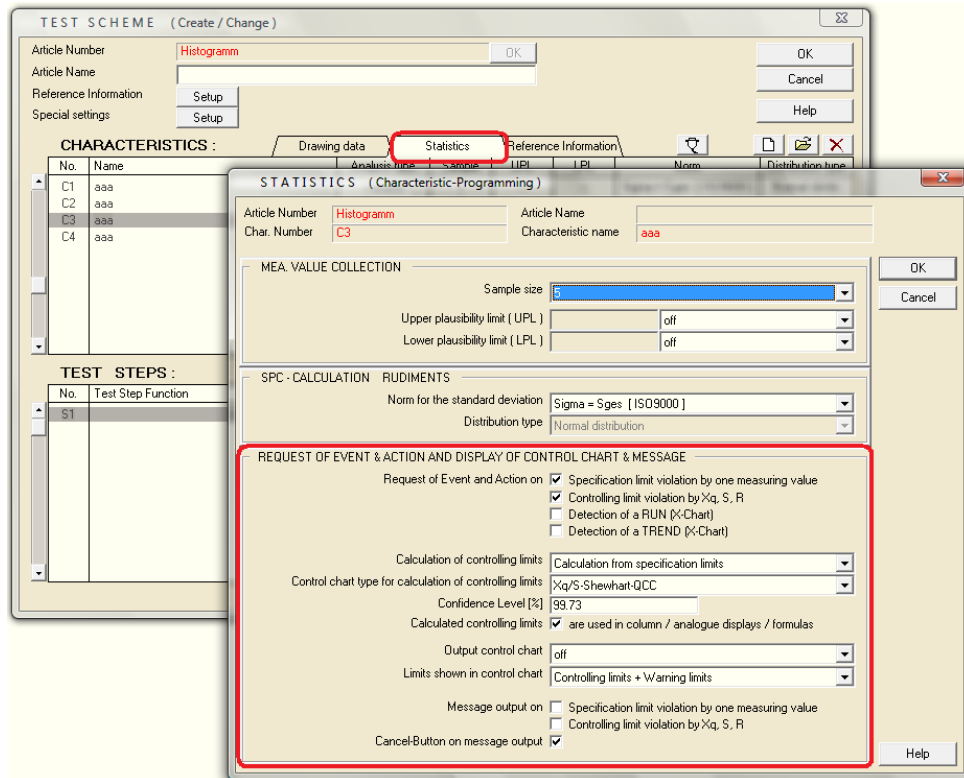 TEST SCHEME (Create / Change)
Article Number Histogramm OK OK
Article Name Cancel
Reference Information Setup
Special settings Setup Help
CHARACTERISTICS : Drawing data Statistics Reference Information
No. Name Analysis type Sample UPL LPL Norm Distribution type
C1 aaa
C2 aaa
C3 aaa
C4 aaa
TEST STEPS :
No. Test Step Function
S1
STATISTICS (Characteristic-Programming)
Article Number Histogramm Article Name
Char. Number C3 Characteristic name aaa
MEA. VALUE COLLECTION OK
Sample size 5 Cancel
Upper plausibility limit ( UPL ) off
Lower plausibility limit ( LPL ) off
SPC - CALCULATION RUDIMENTS
Norm for the standard deviation Sigma = Sges [ ISO9000 ]
Distribution type Normal distribution
REQUEST OF EVENT & ACTION AND DISPLAY OF CONTROL CHART & MESSAGE
Request of Event and Action on Specification limit violation by one measuring value
Controlling limit violation by Xq, S, R
Detection of a RUN (X-Chart)
Detection of a TREND (X-Chart)
Calculation of controlling limits Calculation from specification limits
Control chart type for calculation of controlling limits Xq/S-Shewhart-QCC
Confidence Level [%] 99.73
Calculated controlling limits are used in column / analogue displays / formulas
Output control chart off
Limits shown in control chart Controlling limits + Warning limits
Message output on Specification limit violation by one measuring value
Controlling limit violation by Xq, S, R
Cancel-Button on message output
Help